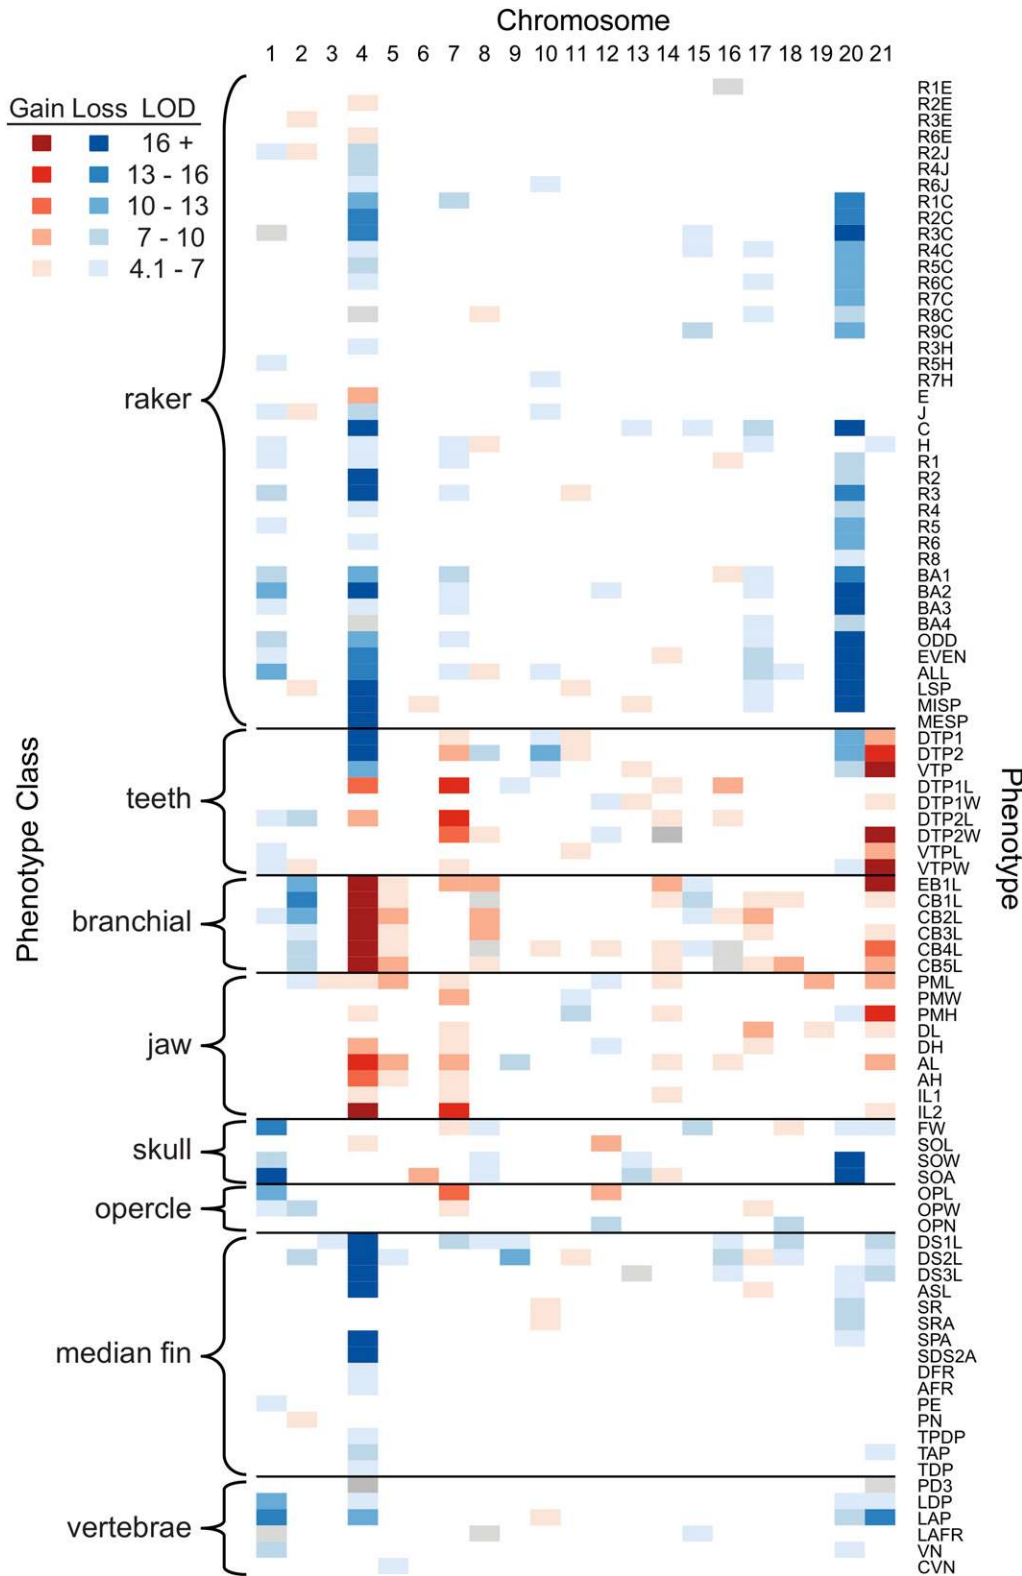 Chromosome
1 2 3 4 5 6 7 8 9 10 11 12 13 14 15 16 17 18 19 20 21
Gain Loss LOD
16 +
13 - 16
10 - 13
7 - 10
4.1 - 7
Phenotype Class
raker
teeth
branchial
jaw
skull
opercle
median fin
vertebrae
R1E
R2E
R3E
R6E
R2J
R4J
R6J
R1C
R2C
R3C
R4C
R5C
R6C
R7C
R8C
R9C
R3H
R5H
R7H
E
J
C
H
R1
R2
R3
R4
R5
R6
R8
BA1
BA2
BA3
BA4
ODD
EVEN
ALL
LSP
MISP
MESP
DTP1
DTP2
VTP
DTP1L
DTP1W
DTP2L
DTP2W
VTPL
VTPW
EB1L
CB1L
CB2L
CB3L
CB4L
CB5L
PML
PMW
PMH
DL
DH
AL
AH
IL1
IL2
FW
SOL
SOW
SOA
OPL
OPW
OPN
DS1L
DS2L
DS3L
ASL
SR
SRA
SPA
SDS2A
DFR
AFR
PE
PN
TPDP
TAP
TDP
PD3
LDP
LAP
LAFR
VN
CVN
Phenotype